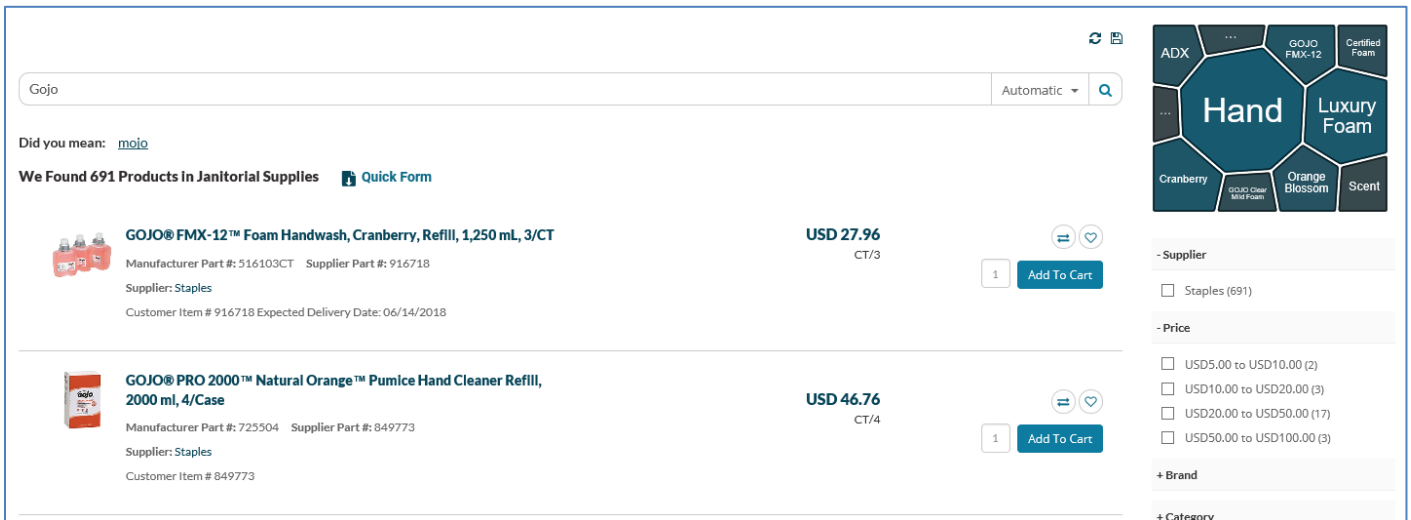 Gojo
Automatic
Did you mean: mojo
We Found 691 Products in Janitorial Supplies Quick Form
GOJO® FMX-12™ Foam Handwash, Cranberry, Refill, 1,250 mL, 3/CT
USD 27.96
CT/3
Manufacturer Part #: 516103CT Supplier Part #: 916718
1 Add To Cart
Supplier: Staples
Customer Item # 916718 Expected Delivery Date: 06/14/2018
GOJO® PRO 2000™ Natural Orange™ Pumice Hand Cleaner Refill,
2000 ml, 4/Case
USD 46.76
CT/4
Manufacturer Part #: 725504 Supplier Part #: 849773
1 Add To Cart
Supplier: Staples
Customer Item # 849773
ADX
...
GOJO
FMX-12
Certified
Foam
...
Hand
Luxury
Foam
Cranberry
GOJO Clear
Mild Foam
Orange
Blossom
Scent
- Supplier
Staples (691)
- Price
USD5.00 to USD10.00 (2)
USD10.00 to USD20.00 (3)
USD20.00 to USD50.00 (17)
USD50.00 to USD100.00 (3)
+ Brand
+ Category